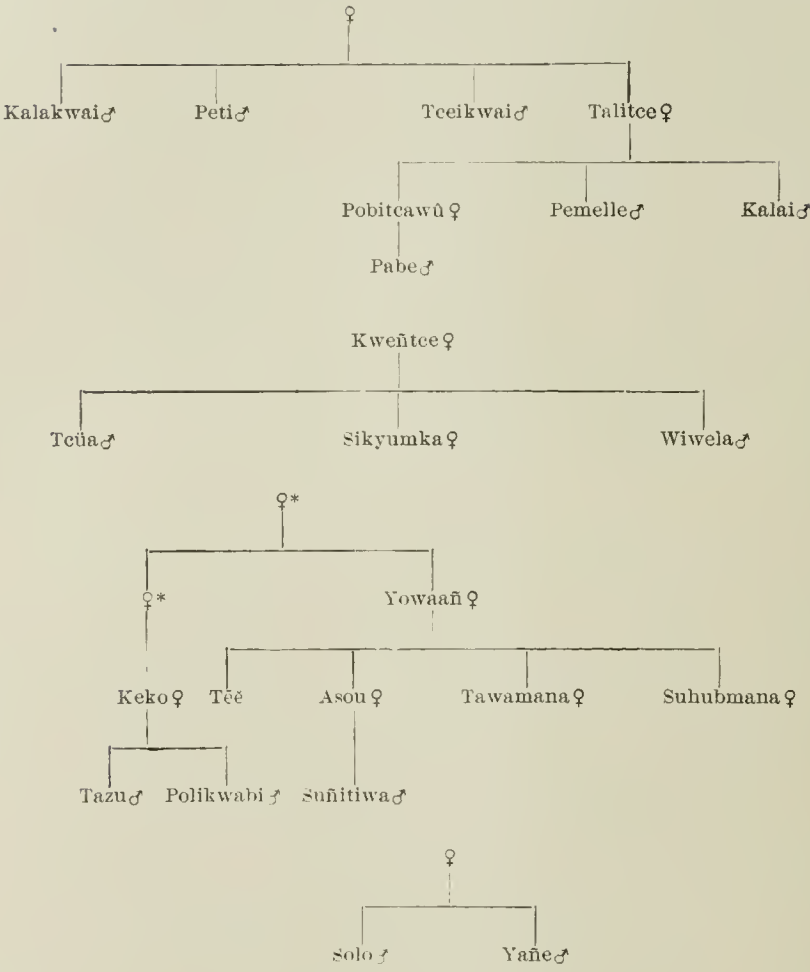 ♀
Kalakwai♂ Peti♂ Tceikwai♂ Talitce♀
Pobitcawû♀ Pemelle♂ Kalai♂
Pabe♂
Kweñtce♀
Tcüa♂ Sikyumka♀ Wiwela♂
♀*
♀* Yowaañ♀
Keko♀ Tēĕ Asou♀ Tawamana♀ Suhubmana♀
Tazu♂ Polikwabi♂ Suñitiwa♂
♀
Solo♂ Yañe♂